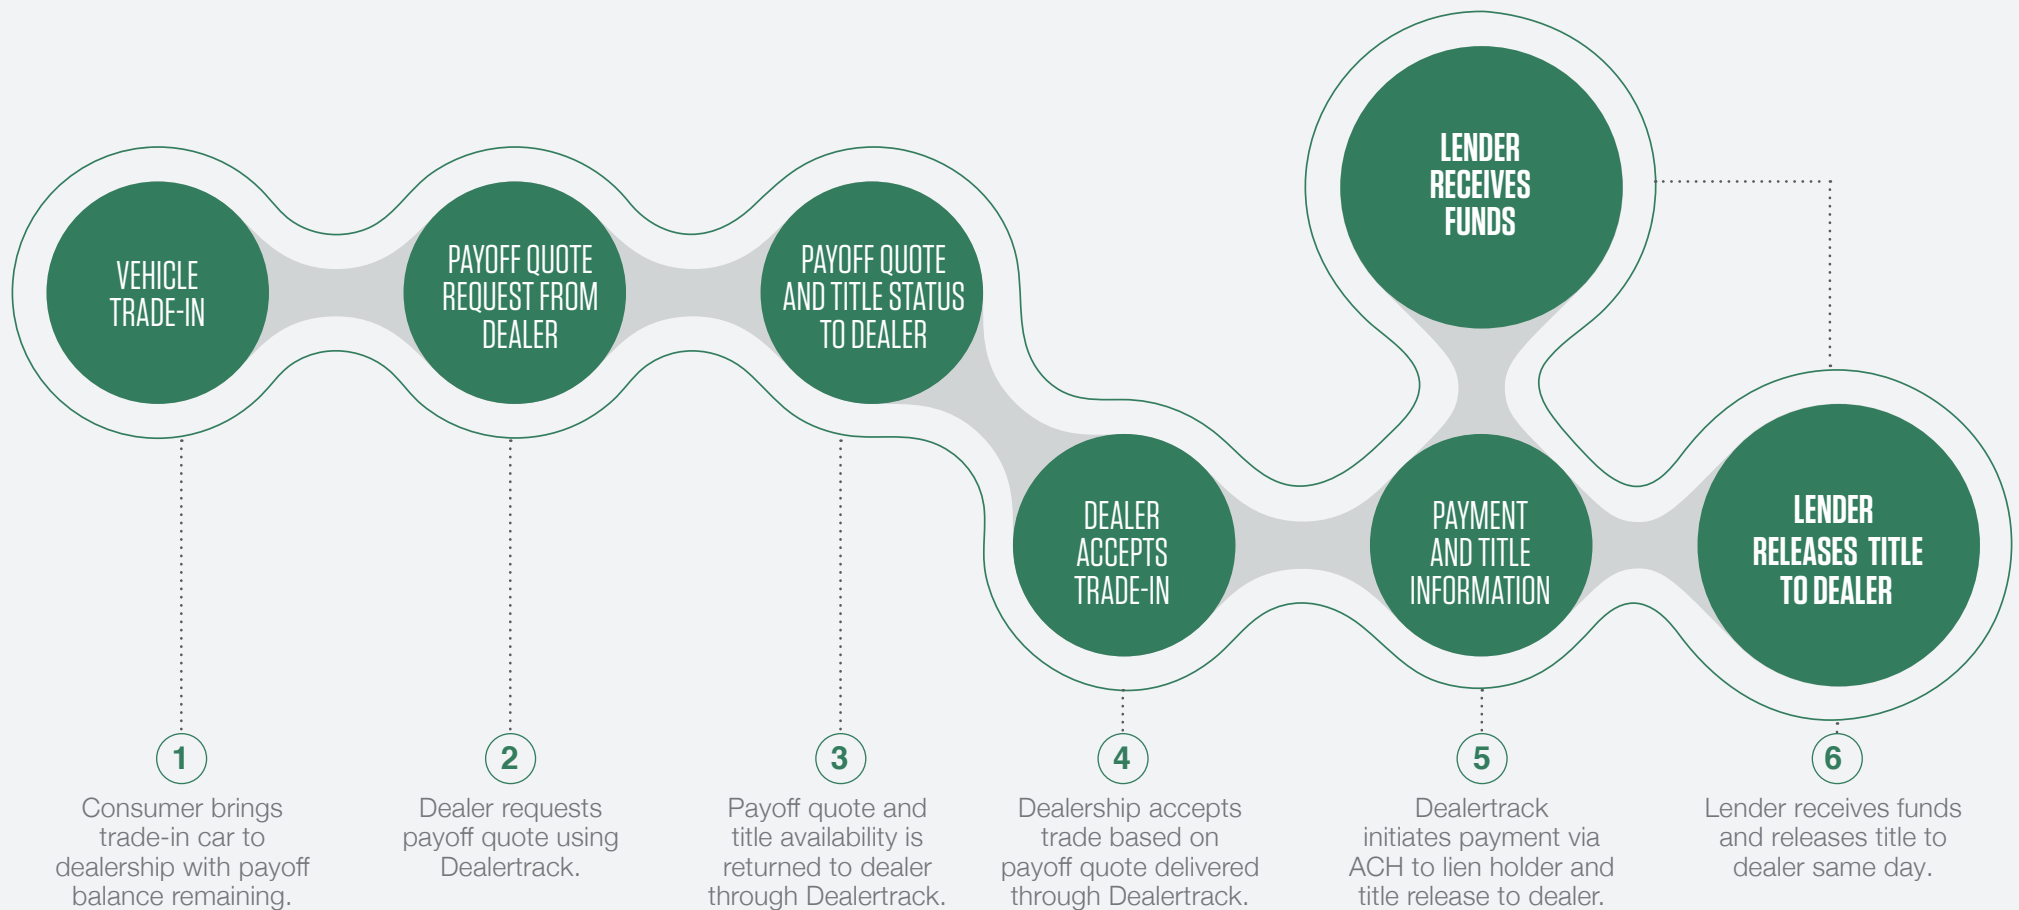 VEHICLE
TRADE-IN
PAYOFF QUOTE
REQUEST FROM
DEALER
PAYOFF QUOTE
AND TITLE STATUS
TO DEALER
DEALER
ACCEPTS
TRADE-IN
PAYMENT
AND TITLE
INFORMATION
LENDER
RECEIVES
FUNDS
LENDER
RELEASES TITLE
TO DEALER
1
Consumer brings
trade-in car to
dealership with payoff
balance remaining.
2
Dealer requests
payoff quote using
Dealertrack.
3
Payoff quote and
title availability is
returned to dealer
through Dealertrack.
4
Dealership accepts
trade based on
payoff quote delivered
through Dealertrack.
5
Dealertrack
initiates payment via
ACH to lien holder and
title release to dealer.
6
Lender receives funds
and releases title to
dealer same day.